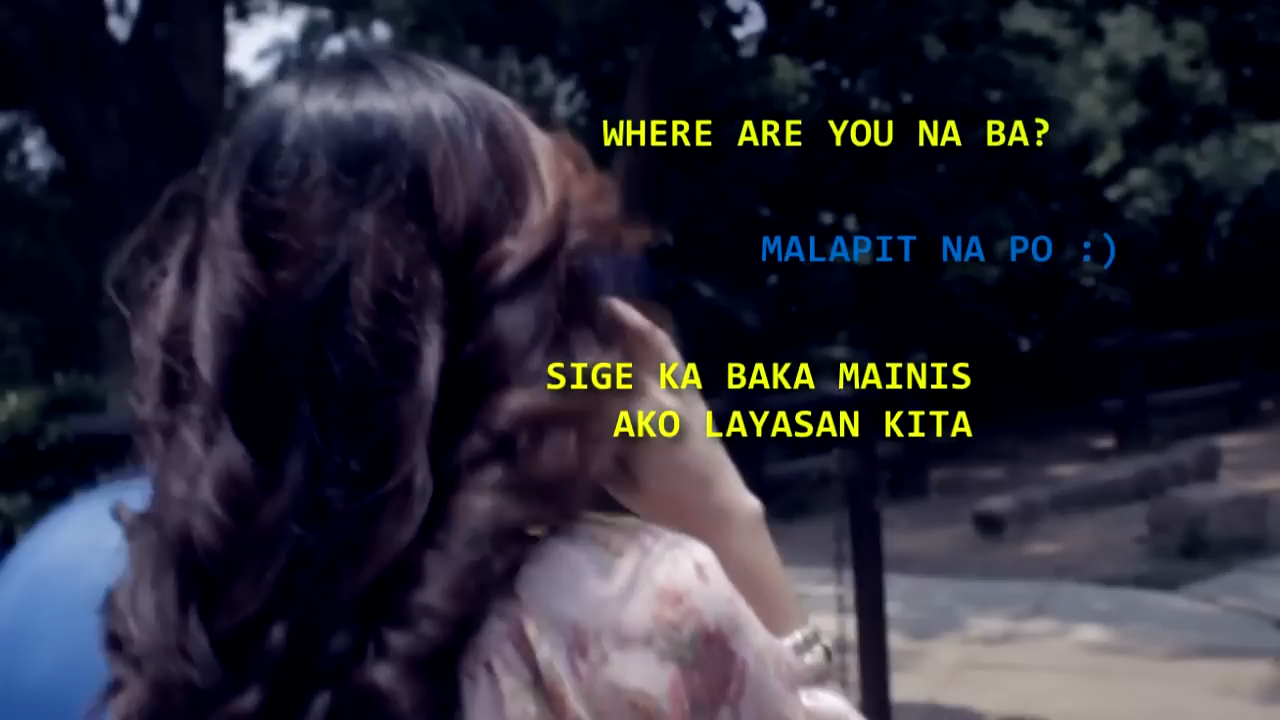 WHERE ARE YOU NA BA?
MALAPIT NA PO :)
SIGE KA BAKA MAINIS
AKO LAYASAN KITA